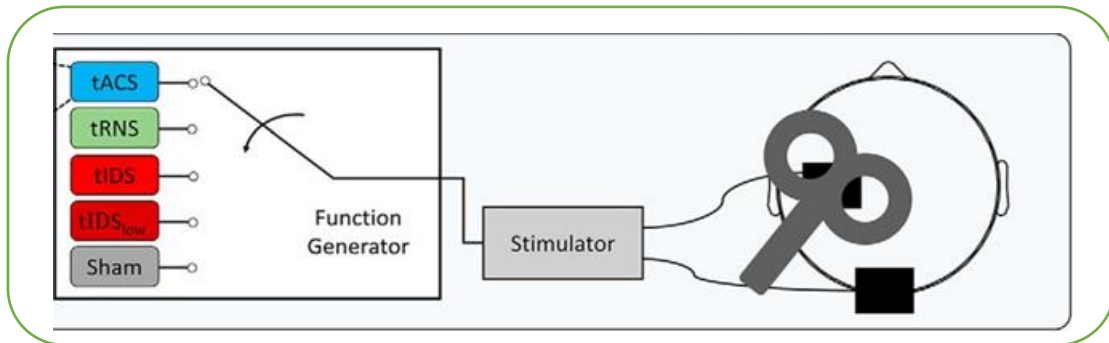 tACS
tRNS
tIDS
tIDSlow
Sham
Function
Generator
Stimulator